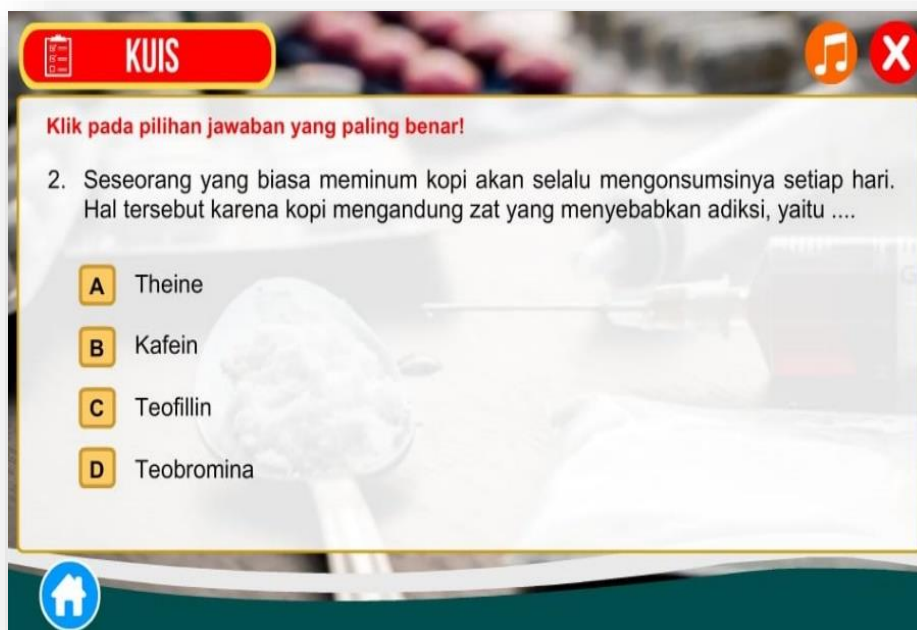 KUIS
Klik pada pilihan jawaban yang paling benar!
2. Seseorang yang biasa meminum kopi akan selalu mengonsumsinya setiap hari.
Hal tersebut karena kopi mengandung zat yang menyebabkan adiksi, yaitu ....
A Theine
B Kafein
C Teofillin
D Teobromina